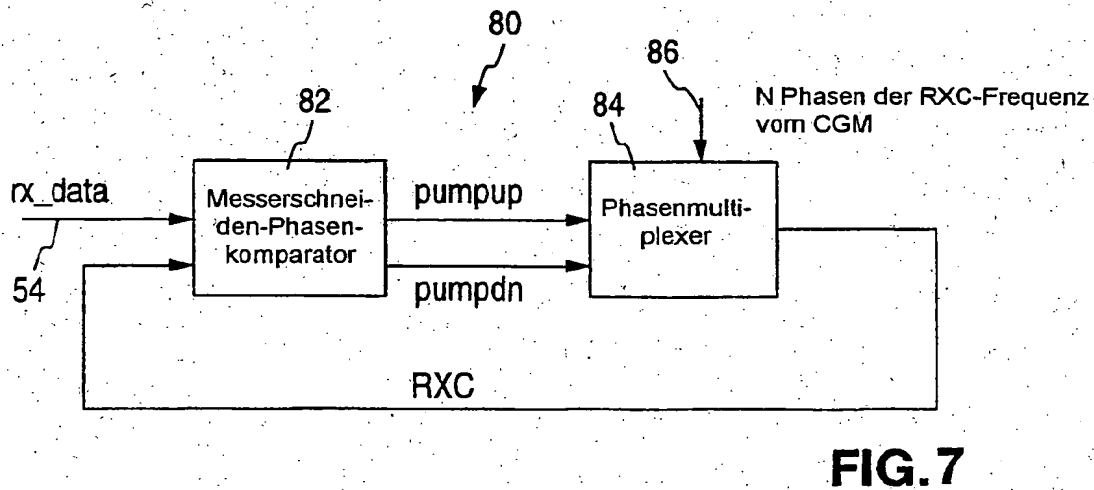 80
86
N Phasen der RXC-Frequenz
vom CGM
82
84
rx_data
Messerschnei-
den-Phasen-
komparator
pumpup
Phasenmulti-
plexer
54
pumpdn
RXC
FIG. 7